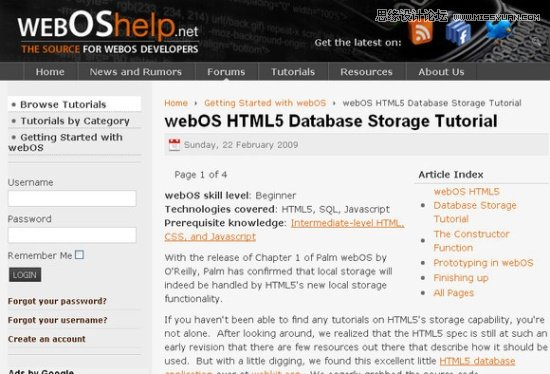 思缘设计论坛 WWW.MISSYUAN.COM
webOShelp.net
THE SOURCE FOR WEBOS DEVELOPERS
Get the latest on:
Home News and Rumors Forums Tutorials Resources About Us
Browse Tutorials
Tutorials by Category
Getting Started with
webOS
Username
Password
Remember Me
LOGIN
Forgot your password?
Forgot your username?
Create an account
Ads by Google
Home Getting Started with webOS webOS HTML5 Database Storage Tutorial
webOS HTML5 Database Storage Tutorial
Sunday, 22 February 2009
Page 1 of 4
webOS skill level: Beginner
Technologies covered: HTML5, SQL, Javascript
Prerequisite knowledge: Intermediate-level HTML,
CSS, and Javascript
With the release of Chapter 1 of Palm webOS by
O'Reilly, Palm has confirmed that local storage will
indeed be handled by HTML5's new local storage
functionality.
Article Index
webOS HTML5
Database Storage
Tutorial
The Constructor
Function
Prototyping in webOS
Finishing up
All Pages
If you haven't been able to find any tutorials on HTML5's storage capability, you're
not alone. After looking around, we realized that the HTML5 spec is still at such an
early revision that there are few resources out there that describe how it should be
used. But with a little digging, we found this excellent little HTML5 database
application over at webkit.org. We eagerly grabbed the source code